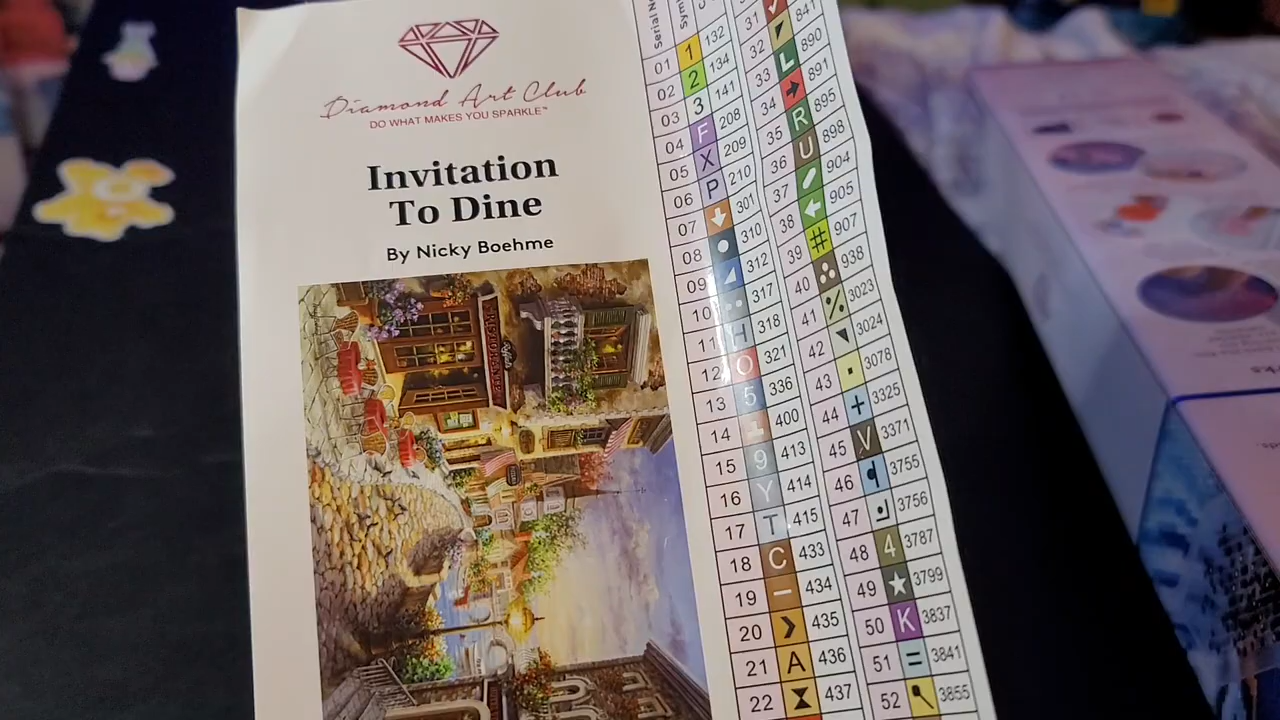 Diamond Art Club
DO WHAT MAKES YOU SPARKLE™
Invitation
To Dine
By Nicky Boehme
Serial
01 1 132
02 2 134
03 3 141
04 F 208
05 X 209
06 P 210
07 301
08 310
09 312
10 317
11 H 318
12 O 321
13 5 336
14 400
15 9 413
16 Y 414
17 T 415
18 C 433
19 – 434
20 435
21 A 436
22 437
31
32 841
33 L 890
34 891
35 R 895
36 U 898
37 904
38 905
39 # 907
40 938
41 % 3023
42 3024
43 3078
44 + 3325
45 V 3371
46 3755
47 3756
48 4 3787
49 ★ 3799
50 K 3837
51 = 3841
52 3855